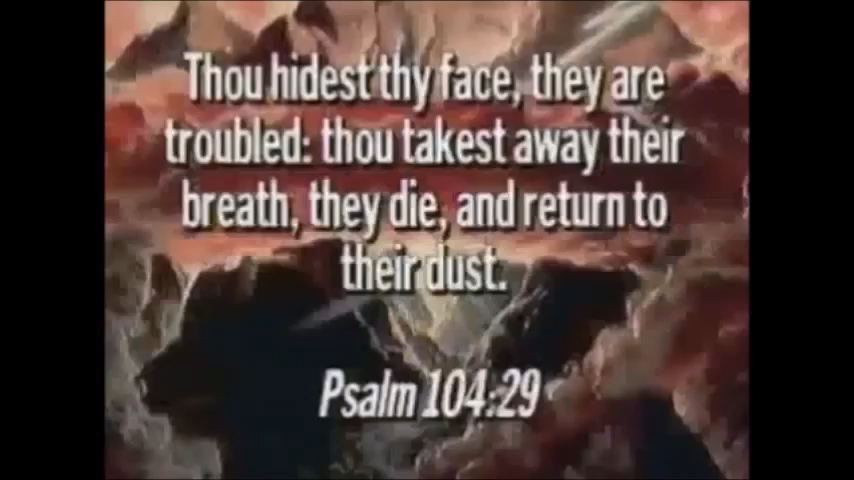 Thou hidest thy face, they are
troubled: thou takest away their
breath, they die, and return to
their dust.
Psalm 104:29